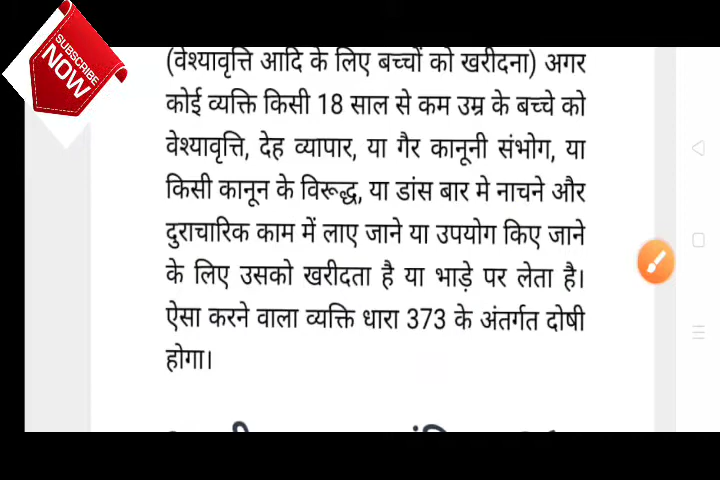 SUBSCRIBE
NOW
(वेश्यावृत्ति आदि के लिए बच्चों को खरीदना) अगर
कोई व्यक्ति किसी 18 साल से कम उम्र के बच्चे को
वेश्यावृत्ति, देह व्यापार, या गैर कानूनी संभोग, या
किसी कानून के विरूद्ध, या डांस बार मे नाचने और
दुराचारिक काम में लाए जाने या उपयोग किए जाने
के लिए उसको खरीदता है या भाड़े पर लेता है।
ऐसा करने वाला व्यक्ति धारा 373 के अंतर्गत दोषी
होगा।